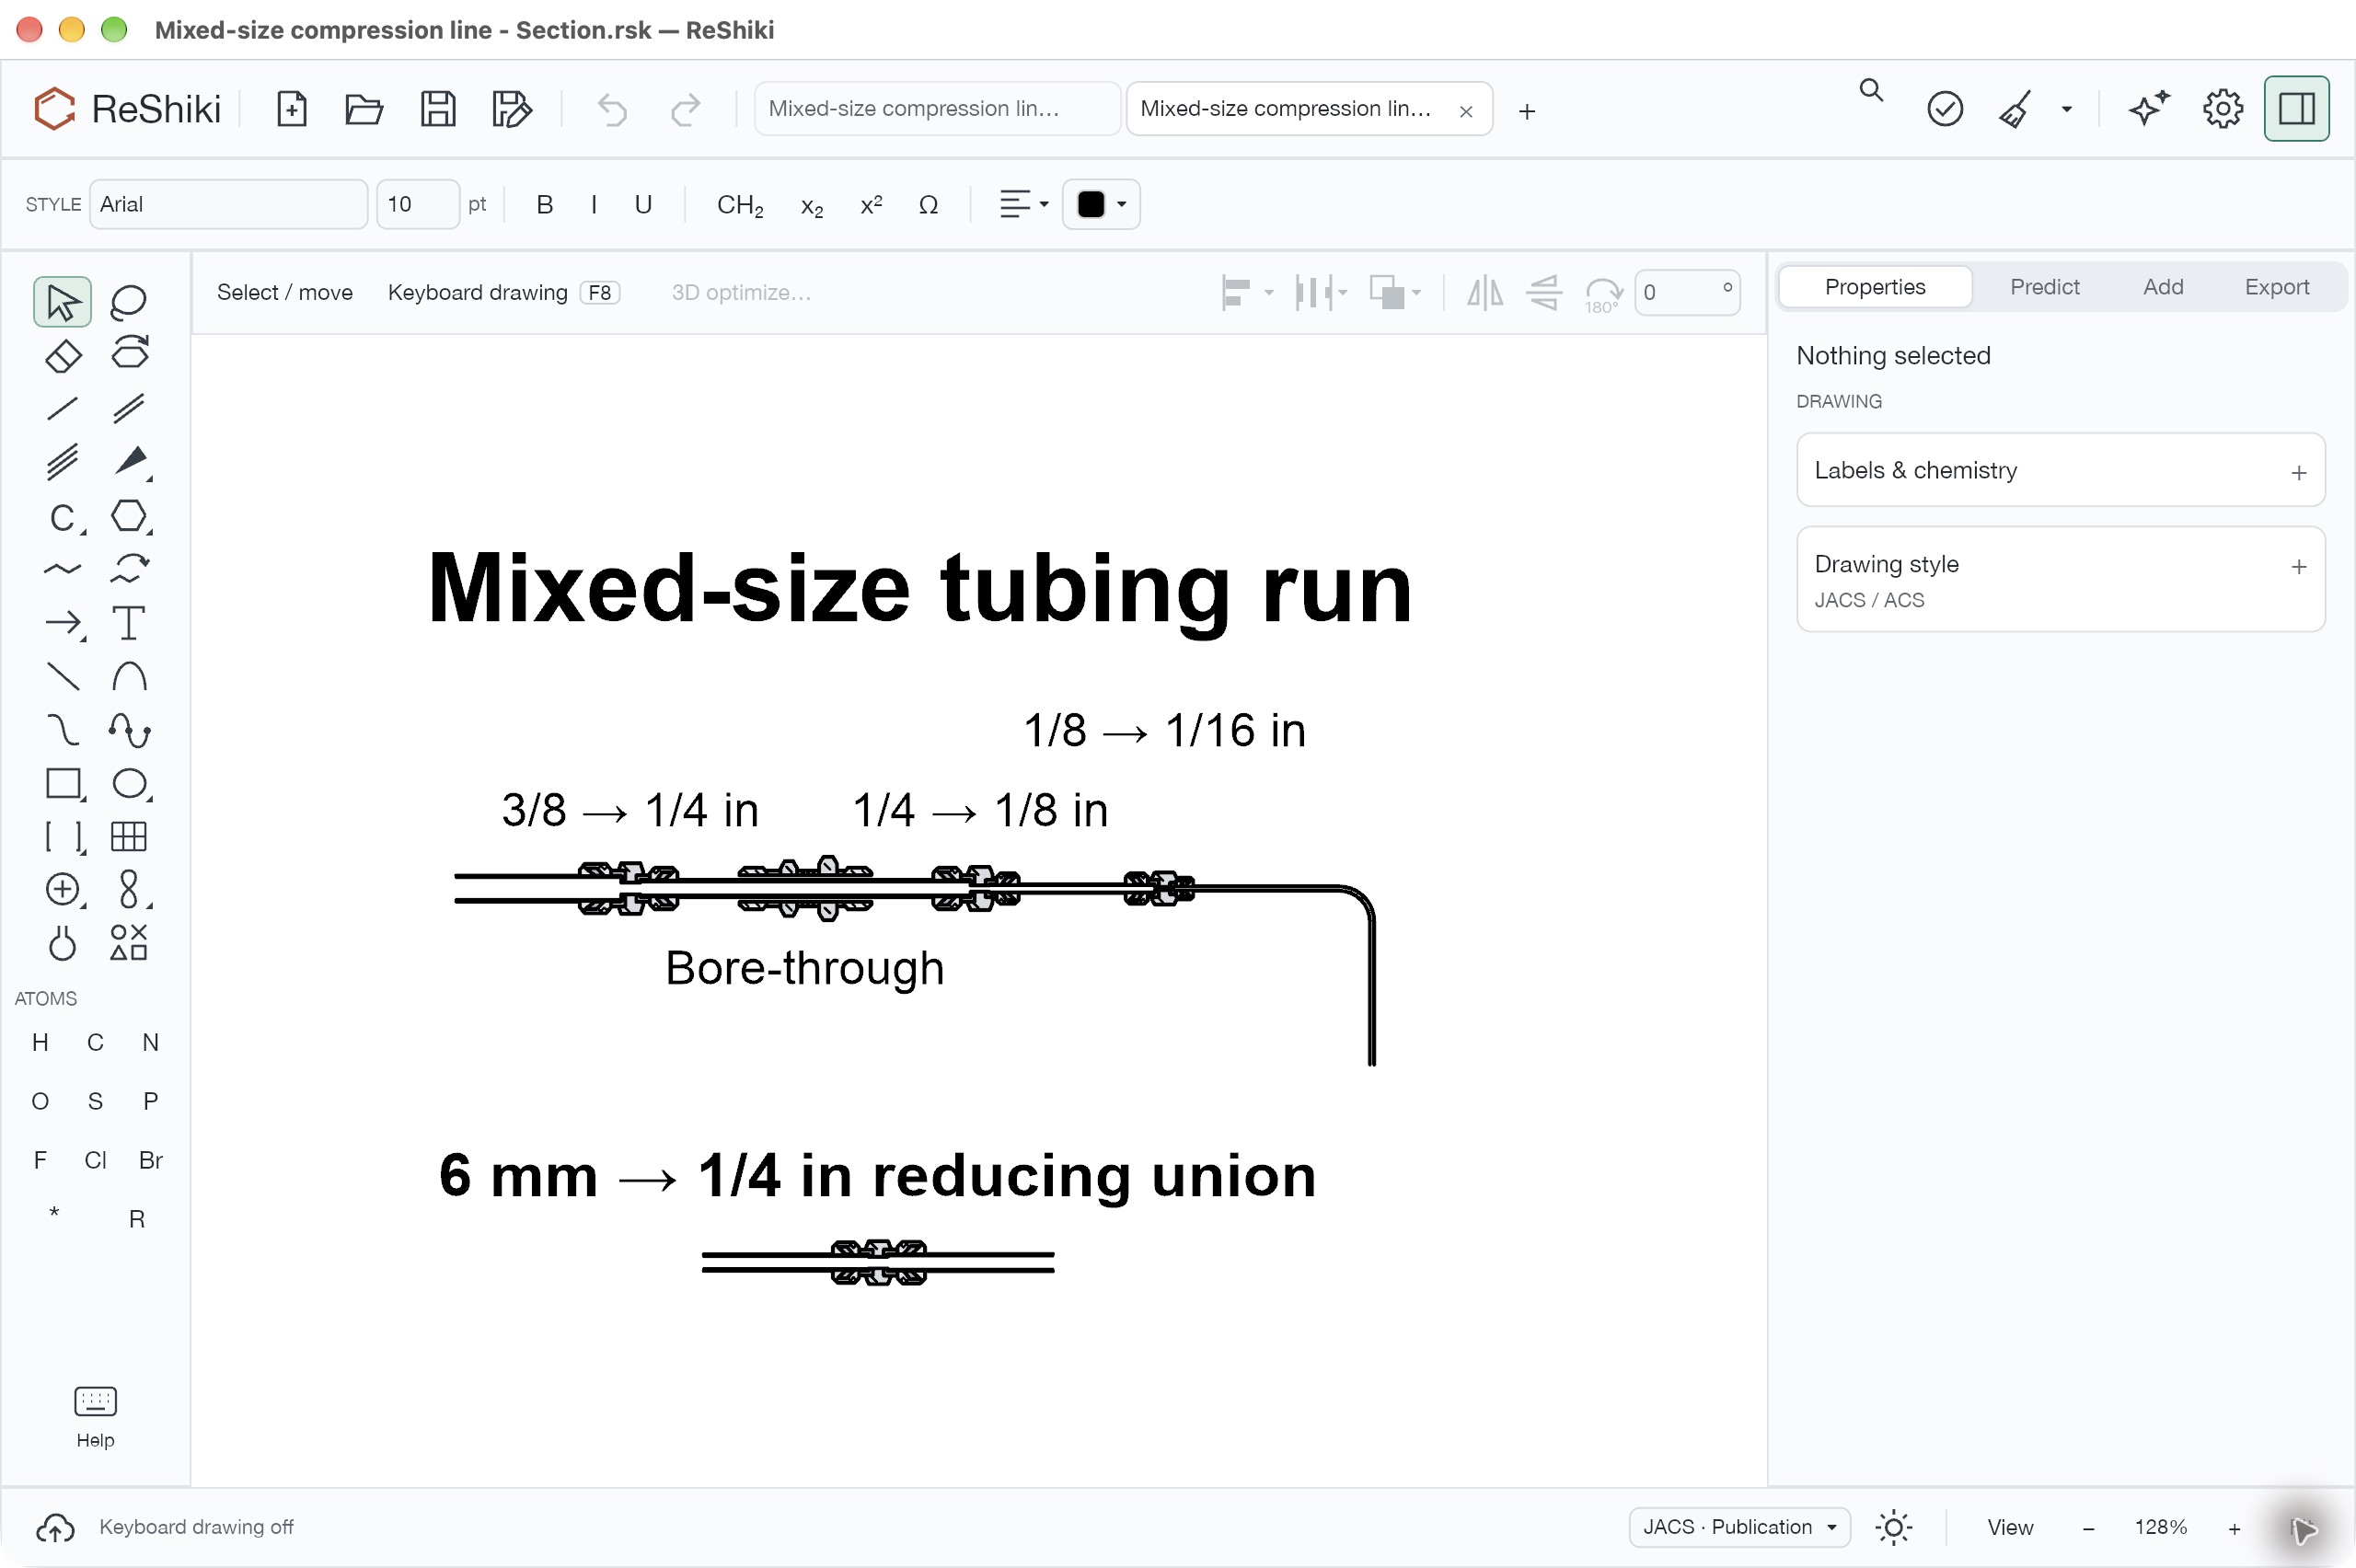 Mixed-size compression line - Section.rsk — ReShiki
ReShiki
Mixed-size compression lin...
Mixed-size compression lin... ×
+
STYLE Arial 10 pt B I U CH₂ x₂ x² Ω
Select / move Keyboard drawing F8 3D optimize...
180° 0 °
Properties Predict Add Export
Nothing selected
DRAWING
Labels & chemistry +
Drawing style +
JACS / ACS
C
T
Mixed-size tubing run
1/8 → 1/16 in
3/8 → 1/4 in 1/4 → 1/8 in
Bore-through
6 mm → 1/4 in reducing union
ATOMS
H C N
O S P
F Cl Br
* R
Help
Keyboard drawing off
JACS · Publication
View − 128% +